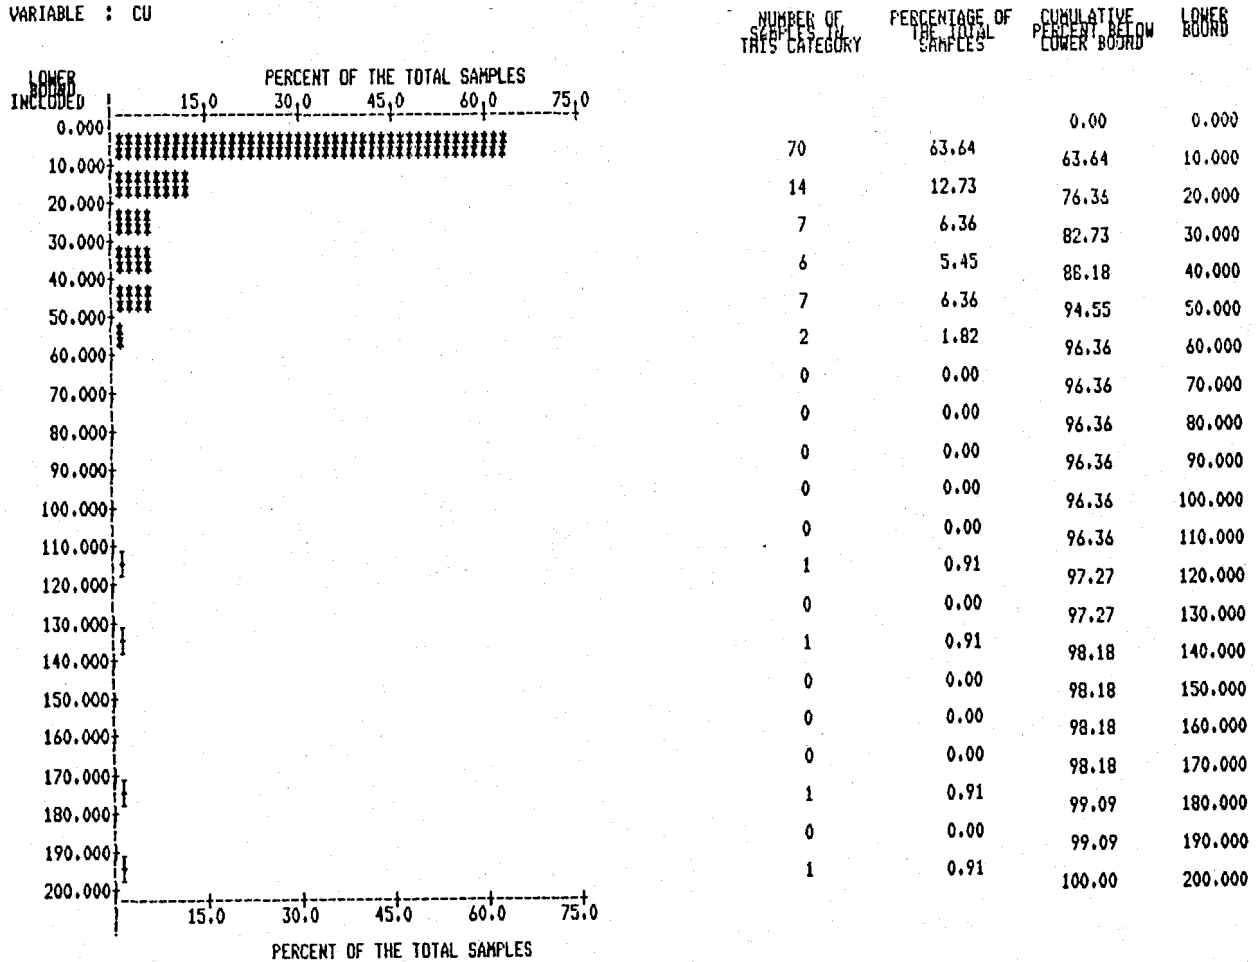 VARIABLE : CU
NUMBER OF SAMPLES IN THIS CATEGORY
PERCENTAGE OF THE TOTAL SAMPLES
CUMULATIVE PERCENT BELOW LOWER BOUND
LOWER BOUND
LOWER BOUND INCLUDED
PERCENT OF THE TOTAL SAMPLES
15.0 30.0 45.0 60.0 75.0
0.000 0.00 0.000
70 63.64 63.64 10.000
10.000
14 12.73 76.36 20.000
20.000
7 6.36 82.73 30.000
30.000
6 5.45 88.18 40.000
40.000
7 6.36 94.55 50.000
50.000
2 1.82 96.36 60.000
60.000
0 0.00 96.36 70.000
70.000
0 0.00 96.36 80.000
80.000
0 0.00 96.36 90.000
90.000
0 0.00 96.36 100.000
100.000
0 0.00 96.36 110.000
110.000
1 0.91 97.27 120.000
120.000
0 0.00 97.27 130.000
130.000
1 0.91 98.18 140.000
140.000
0 0.00 98.18 150.000
150.000
0 0.00 98.18 160.000
160.000
0 0.00 98.18 170.000
170.000
1 0.91 99.09 180.000
180.000
0 0.00 99.09 190.000
190.000
1 0.91 100.00 200.000
200.000
15.0 30.0 45.0 60.0 75.0
PERCENT OF THE TOTAL SAMPLES